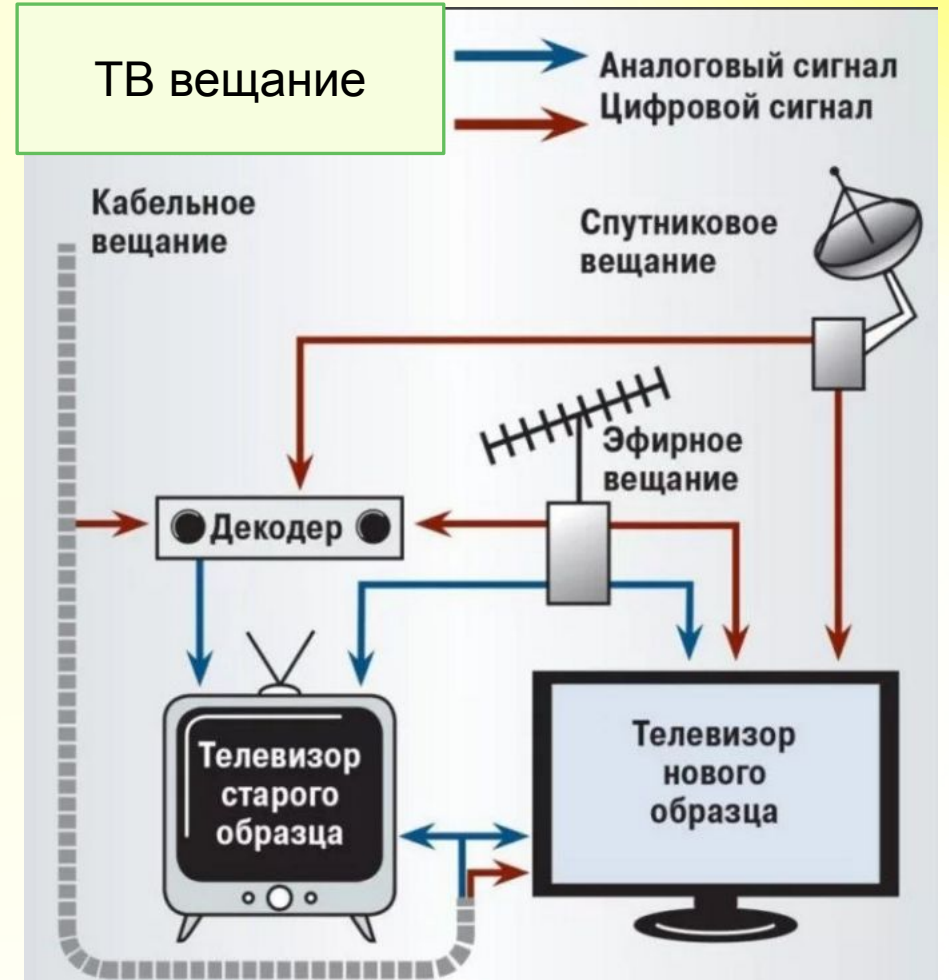 ТВ вещание
Аналоговый сигнал
Цифровой сигнал
Кабельное
вещание
Спутниковое
вещание
Эфирное
вещание
Декодер
Телевизор
старого
образца
Телевизор
нового
образца